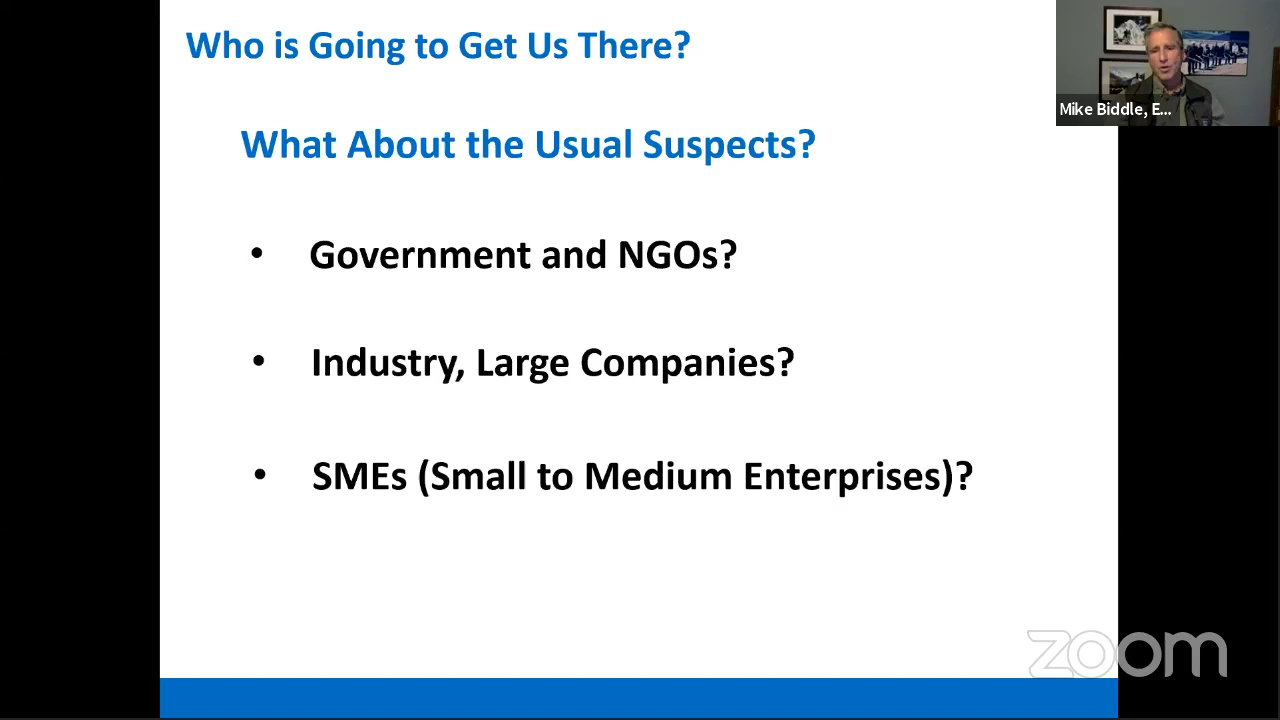 Who is Going to Get Us There?
Mike Biddle, E...
What About the Usual Suspects?
• Government and NGOs?
• Industry, Large Companies?
• SMEs (Small to Medium Enterprises)?
zoom